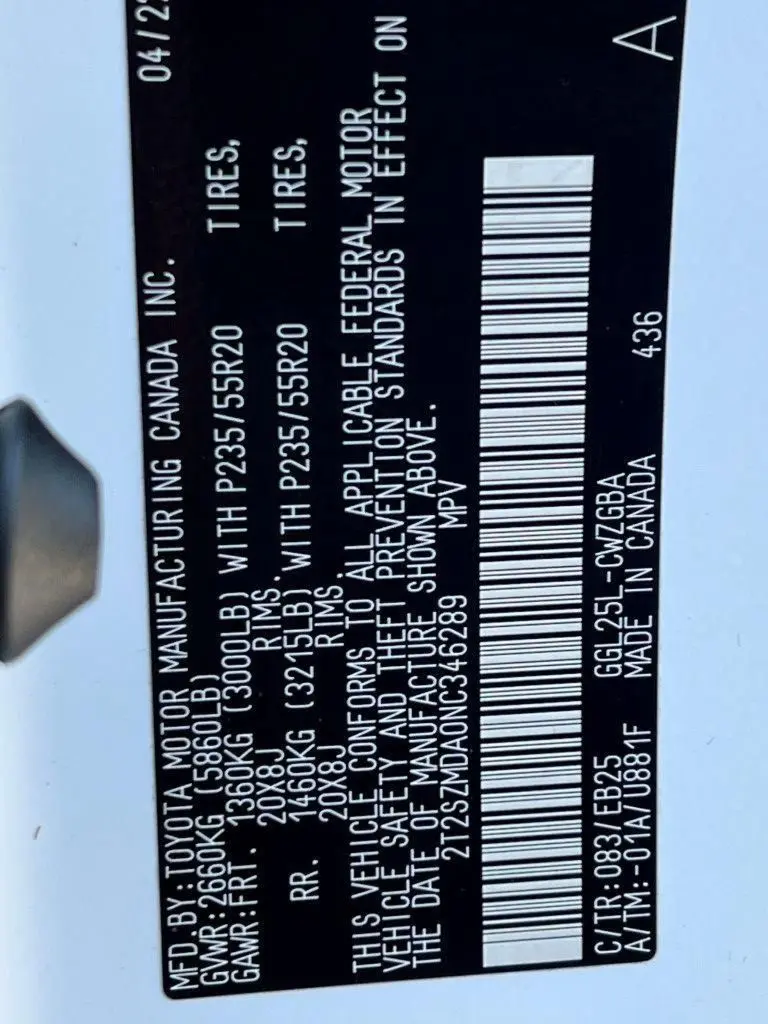 MFD.BY:TOYOTA MOTOR MANUFACTURING CANADA INC. 04/2
GVWR:2660KG (5860LB)
GAWR:FRT. 1360KG (3000LB) WITH P235/55R20 TIRES,
20X8J RIMS.
RR. 1460KG (3215LB) WITH P235/55R20 TIRES,
20X8J RIMS.
THIS VEHICLE CONFORMS TO ALL APPLICABLE FEDERAL MOTOR
VEHICLE SAFETY AND THEFT PREVENTION STANDARDS IN EFFECT ON
THE DATE OF MANUFACTURE SHOWN ABOVE.
2T2SZMDA0NC346289 MPV
C/TR:083/EB25 GGL25L-CWZGBA
A/TM:-01A/U881F MADE IN CANADA 436
A